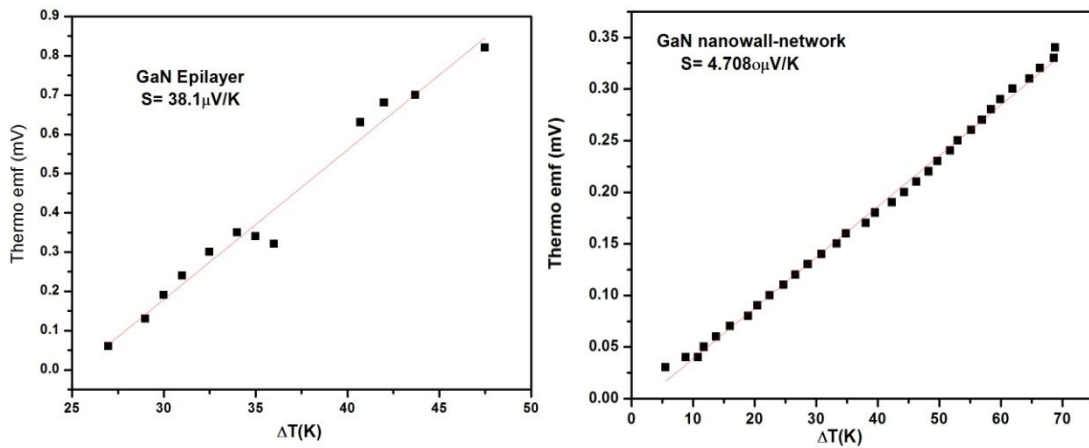 0.9
0.8
0.7
0.6
0.5
0.4
0.3
0.2
0.1
0.0
Thermo emf (mV)
GaN Epilayer
S= 38.1μV/K
25 30 35 40 45 50
ΔT(K)
0.35
0.30
0.25
0.20
0.15
0.10
0.05
0.00
Thermo emf (mV)
GaN nanowall-network
S= 4.708oμV/K
0 10 20 30 40 50 60 70
ΔT(K)